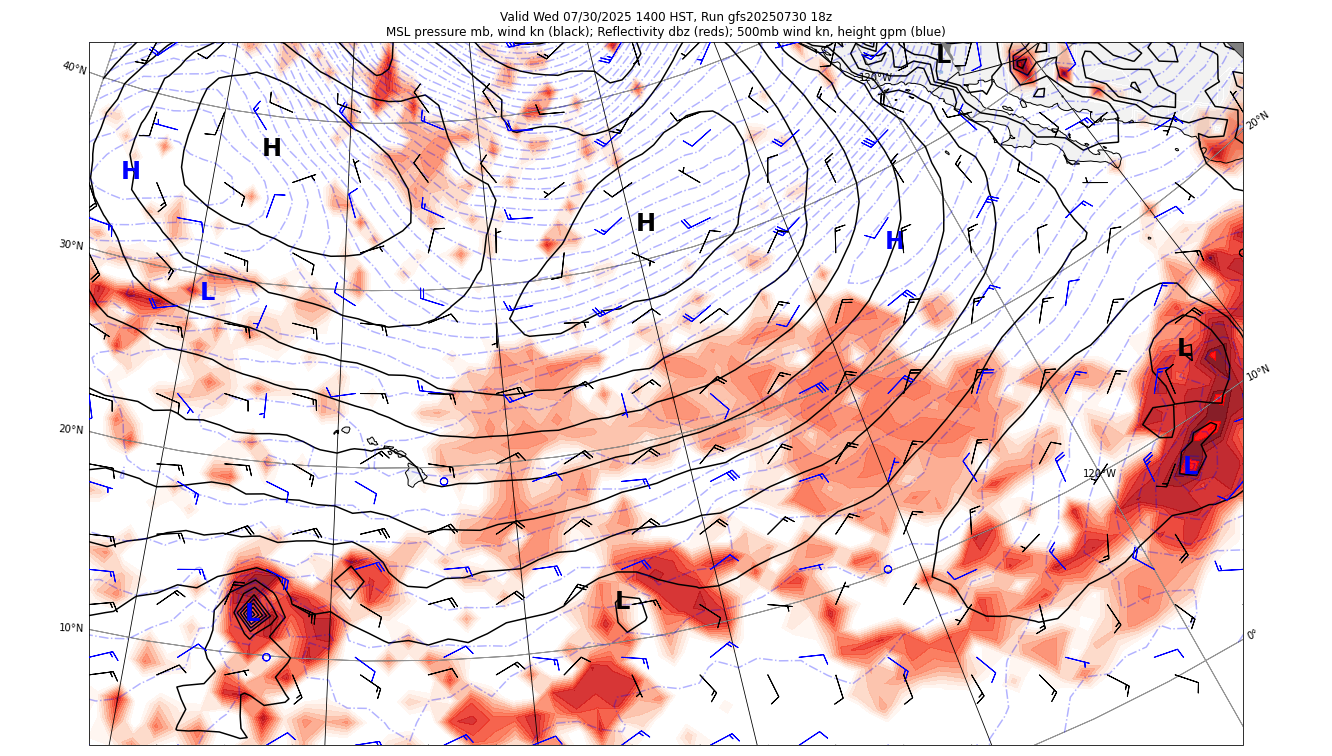 Valid Wed 07/30/2025 1400 HST, Run gfs20250730 18z
MSL pressure mb, wind kn (black); Reflectivity dbz (reds); 500mb wind kn, height gpm (blue)
L
40°N
120°W
20°N
H
H
H
H
30°N
L
L
10°N
20°N
L
120°W
L
L
10°N
0°